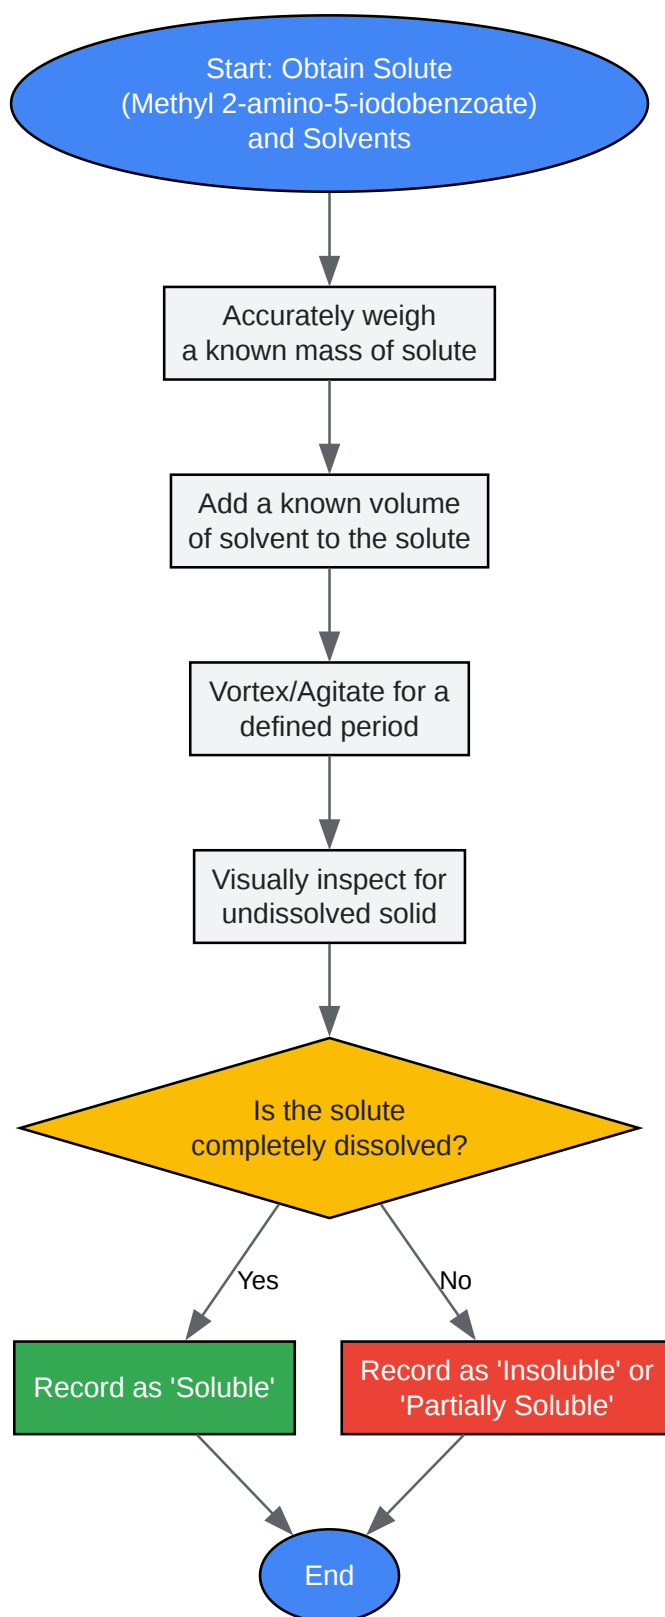 Start: Obtain Solute
(Methyl 2-amino-5-iodobenzoate)
and Solvents
Accurately weigh
a known mass of solute
Add a known volume
of solvent to the solute
Vortex/Agitate for a
defined period
Visually inspect for
undissolved solid
Is the solute
completely dissolved?
Yes
No
Record as 'Soluble'
Record as 'Insoluble' or
'Partially Soluble'
End